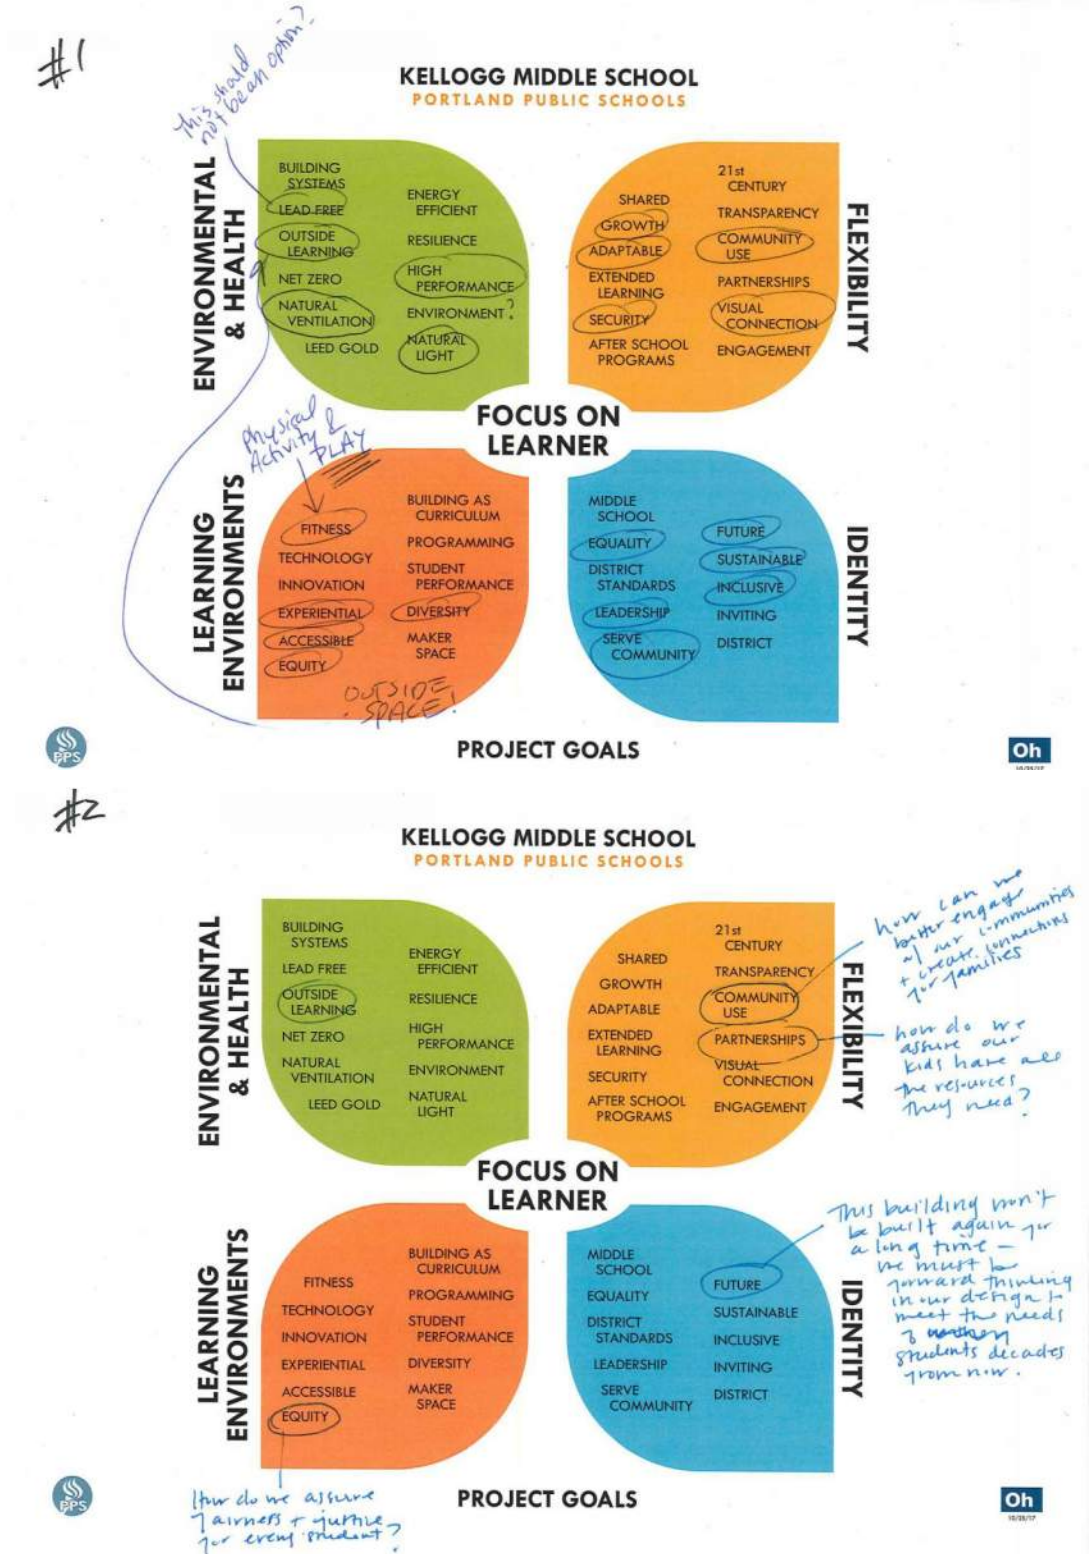 #1
This should
not be an option?
KELLOGG MIDDLE SCHOOL
PORTLAND PUBLIC SCHOOLS
ENVIRONMENTAL
& HEALTH
BUILDING
SYSTEMS
LEAD FREE
OUTSIDE
LEARNING
NET ZERO
NATURAL
VENTILATION
LEED GOLD
ENERGY
EFFICIENT
RESILIENCE
HIGH
PERFORMANCE
ENVIRONMENT?
NATURAL
LIGHT
SHARED
GROWTH
ADAPTABLE
EXTENDED
LEARNING
SECURITY
AFTER SCHOOL
PROGRAMS
21st
CENTURY
TRANSPARENCY
COMMUNITY
USE
PARTNERSHIPS
VISUAL
CONNECTION
ENGAGEMENT
FLEXIBILITY
FOCUS ON
LEARNER
Physical
Activity &
PLAY
LEARNING
ENVIRONMENTS
FITNESS
TECHNOLOGY
INNOVATION
EXPERIENTIAL
ACCESSIBLE
EQUITY
BUILDING AS
CURRICULUM
PROGRAMMING
STUDENT
PERFORMANCE
DIVERSITY
MAKER
SPACE
OUTSIDE
SPACE!
MIDDLE
SCHOOL
EQUALITY
DISTRICT
STANDARDS
LEADERSHIP
SERVE
COMMUNITY
FUTURE
SUSTAINABLE
INCLUSIVE
INVITING
DISTRICT
IDENTITY
PPS
PROJECT GOALS
Oh
#2
KELLOGG MIDDLE SCHOOL
PORTLAND PUBLIC SCHOOLS
ENVIRONMENTAL
& HEALTH
BUILDING
SYSTEMS
LEAD FREE
OUTSIDE
LEARNING
NET ZERO
NATURAL
VENTILATION
LEED GOLD
ENERGY
EFFICIENT
RESILIENCE
HIGH
PERFORMANCE
ENVIRONMENT
NATURAL
LIGHT
SHARED
GROWTH
ADAPTABLE
EXTENDED
LEARNING
SECURITY
AFTER SCHOOL
PROGRAMS
21st
CENTURY
TRANSPARENCY
COMMUNITY
USE
PARTNERSHIPS
VISUAL
CONNECTION
ENGAGEMENT
FLEXIBILITY
how can we
better engage
w/ our communities
+ create connections
for families
how do we
assure our
kids have all
the resources
they need?
FOCUS ON
LEARNER
LEARNING
ENVIRONMENTS
FITNESS
TECHNOLOGY
INNOVATION
EXPERIENTIAL
ACCESSIBLE
EQUITY
BUILDING AS
CURRICULUM
PROGRAMMING
STUDENT
PERFORMANCE
DIVERSITY
MAKER
SPACE
MIDDLE
SCHOOL
EQUALITY
DISTRICT
STANDARDS
LEADERSHIP
SERVE
COMMUNITY
FUTURE
SUSTAINABLE
INCLUSIVE
INVITING
DISTRICT
IDENTITY
This building won't
be built again for
a long time -
we must be
forward thinking
in our design to
meet the needs
students decades
from now.
How do we assure
fairness + justice
for every student?
PPS
PROJECT GOALS
Oh